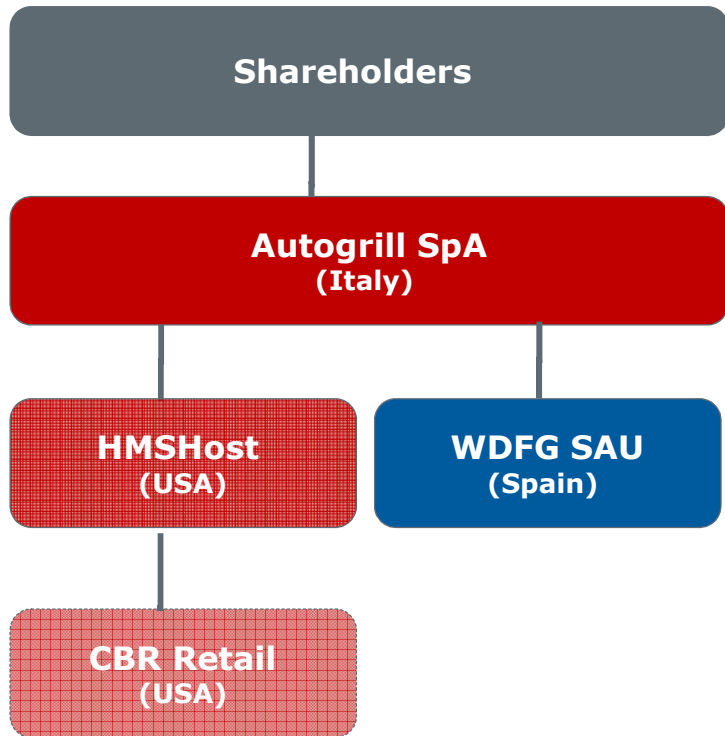 Shareholders
Autogrill SpA
(Italy)
HMSHost
(USA)
WDFG SAU
(Spain)
CBR Retail
(USA)